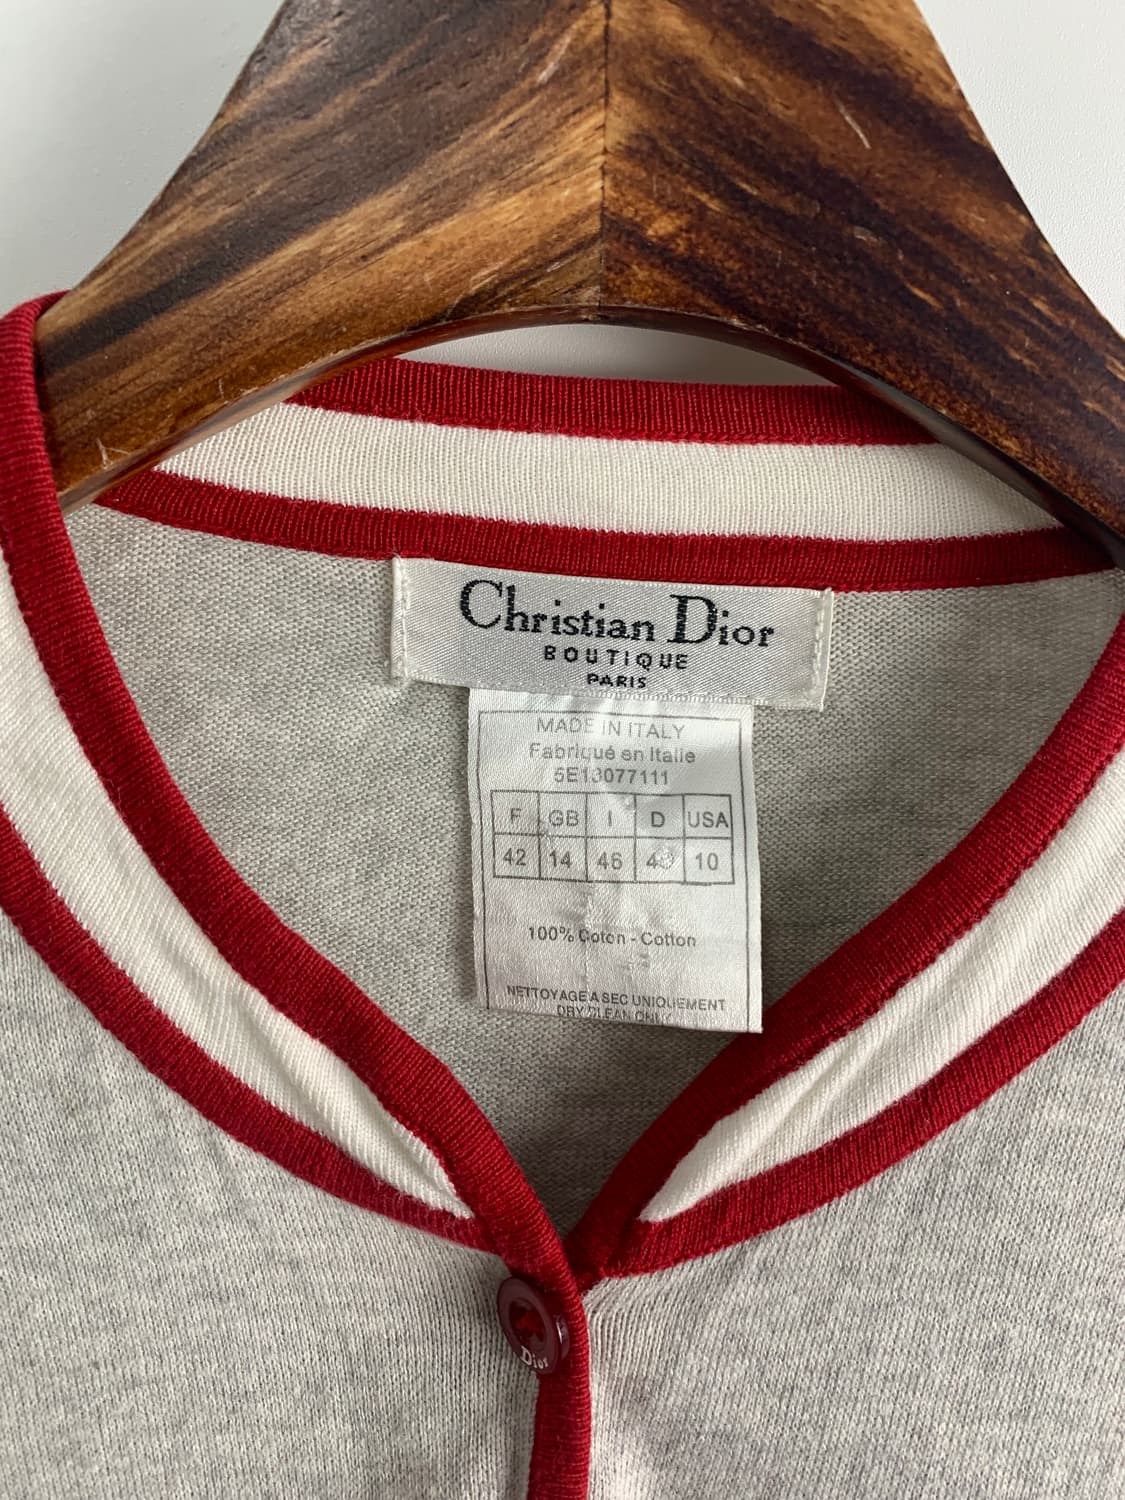 Christian Dior
BOUTIQUE
PARIS
MADE IN ITALY
Fabriqué en Italie
5E13077111
F GB I D USA
42 14 46 40 10
100% Coton - Cotton
NETTOYAGE A SEC UNIQUEMENT
DRY CLEAN ONLY
Dior